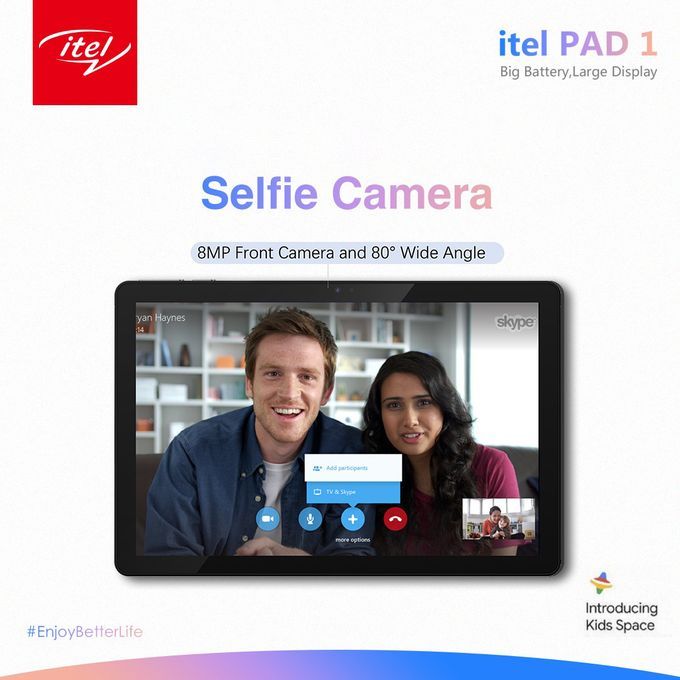 itel
itel PAD 1
Big Battery,Large Display
Selfie Camera
8MP Front Camera and 80° Wide Angle
yan Haynes
:14
skype
Add participants
TV & Skype
more options
Introducing
Kids Space
#EnjoyBetterLife